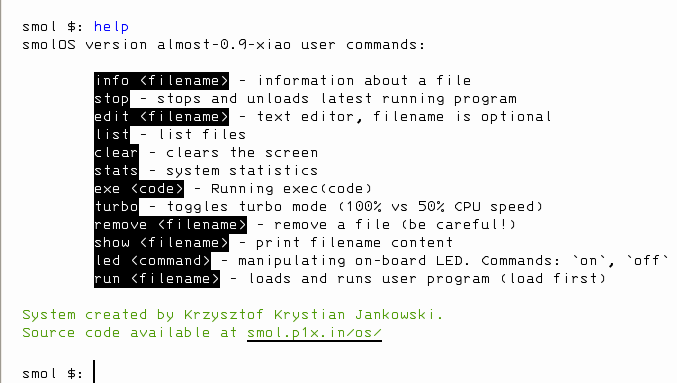 smol $: help
smolOS version almost-0.9-xiao user commands:
info <filename> - information about a file
stop - stops and unloads latest running program
edit <filename> - text editor, filename is optional
list - list files
clear - clears the screen
stats - system statistics
exe <code> - Running exec(code)
turbo - toggles turbo mode (100% vs 50% CPU speed)
remove <filename> - remove a file (be careful!)
show <filename> - print filename content
led <command> - manipulating on-board LED. Commands: `on`, `off`
run <filename> - loads and runs user program (load first)
System created by Krzysztof Krystian Jankowski.
Source code available at smol.p1x.in/os/
smol $: